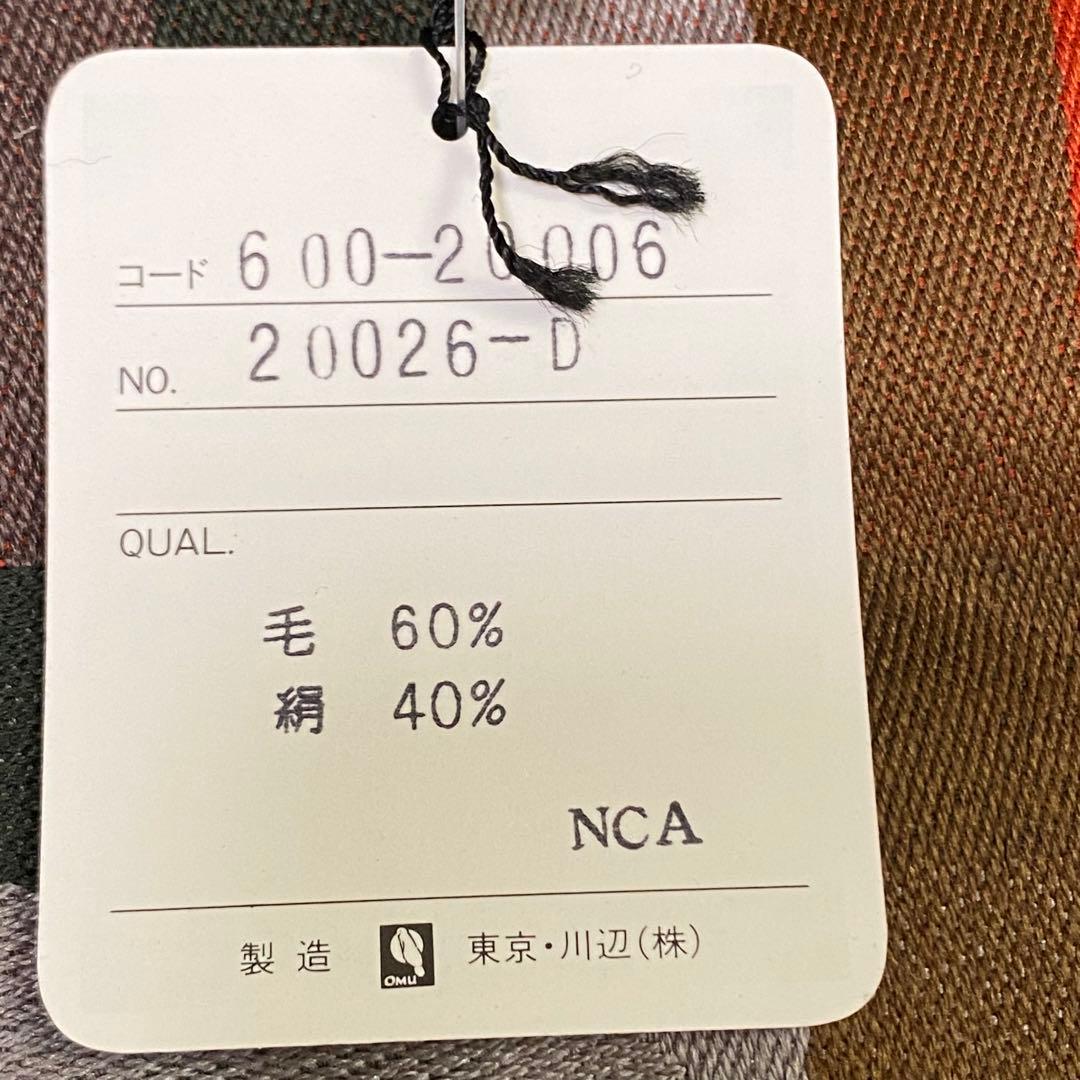 コード 600-20006
NO. 20026-D
QUAL.
毛 60%
絹 40%
NCA
製造 OMU 東京・川辺(株)